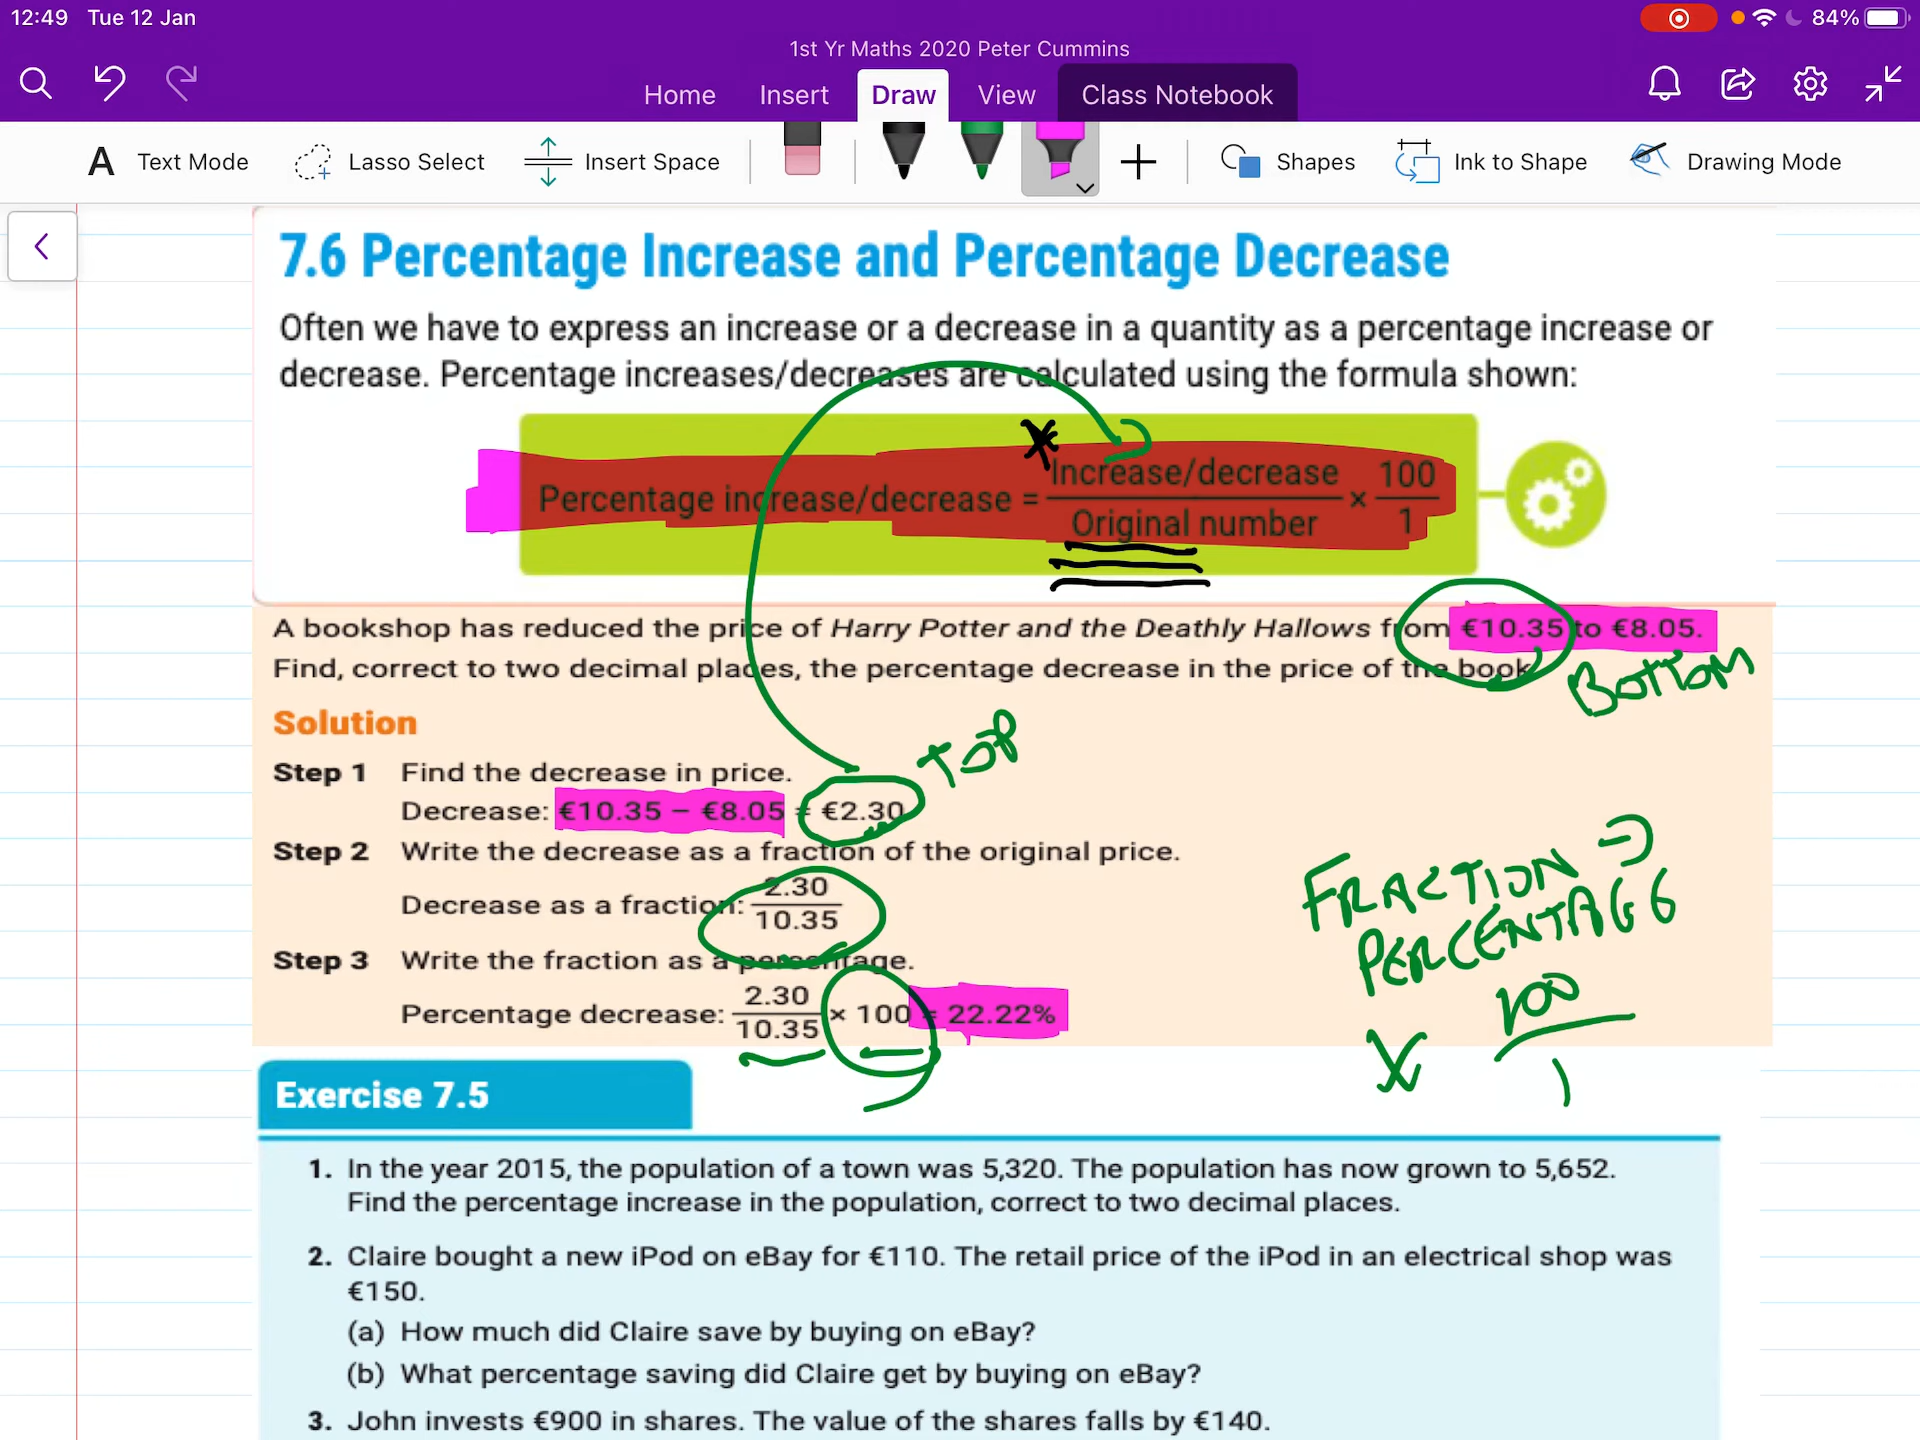 12:49 Tue 12 Jan
84%
1st Yr Maths 2020 Peter Cummins
Home Insert Draw View Class Notebook
A Text Mode Lasso Select Insert Space Shapes Ink to Shape Drawing Mode
7.6 Percentage Increase and Percentage Decrease
Often we have to express an increase or a decrease in a quantity as a percentage increase or
decrease. Percentage increases/decreases are calculated using the formula shown:
Percentage increase/decrease = Increase/decrease / Original number × 100 / 1
A bookshop has reduced the price of Harry Potter and the Deathly Hallows from €10.35 to €8.05.
Find, correct to two decimal places, the percentage decrease in the price of the book.
BOTTOM
Solution
TOP
Step 1 Find the decrease in price.
Decrease: €10.35 – €8.05 = €2.30
Step 2 Write the decrease as a fraction of the original price.
Decrease as a fraction: 2.30 / 10.35
Step 3 Write the fraction as a percentage.
Percentage decrease: 2.30 / 10.35 × 100 = 22.22%
FRACTION →
PERCENTAGE
× 100 / 1
Exercise 7.5
1. In the year 2015, the population of a town was 5,320. The population has now grown to 5,652.
Find the percentage increase in the population, correct to two decimal places.
2. Claire bought a new iPod on eBay for €110. The retail price of the iPod in an electrical shop was
€150.
(a) How much did Claire save by buying on eBay?
(b) What percentage saving did Claire get by buying on eBay?
3. John invests €900 in shares. The value of the shares falls by €140.